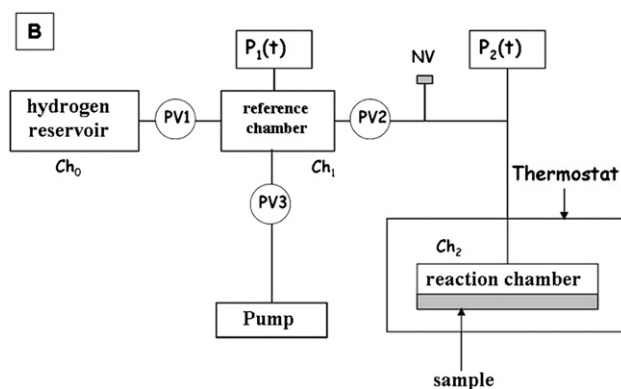 B
P₁(t)
NV
P₂(t)
hydrogen
reservoir
PV1
reference
chamber
PV2
Ch₀
Ch₁
PV3
Thermostat
Ch₂
reaction chamber
Pump
sample